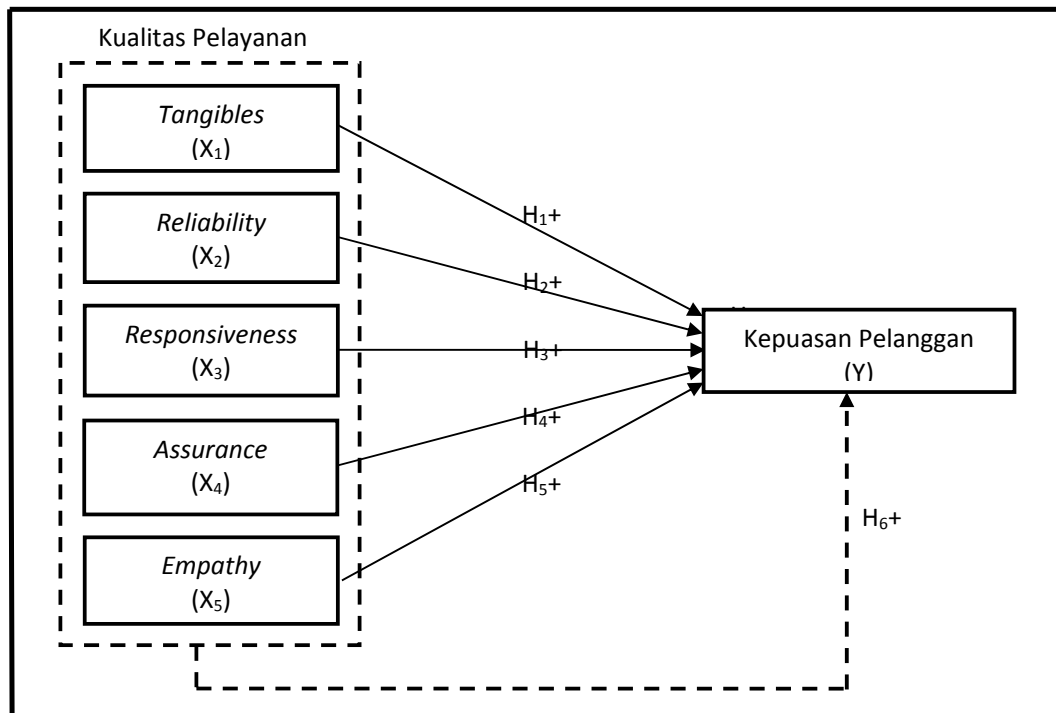 Kualitas Pelayanan
Tangibles
(X₁)
Reliability
(X₂)
Responsiveness
(X₃)
Assurance
(X₄)
Empathy
(X₅)
H₁+
H₂+
H₃+
H₄+
H₅+
Kepuasan Pelanggan
(Y)
H₆+